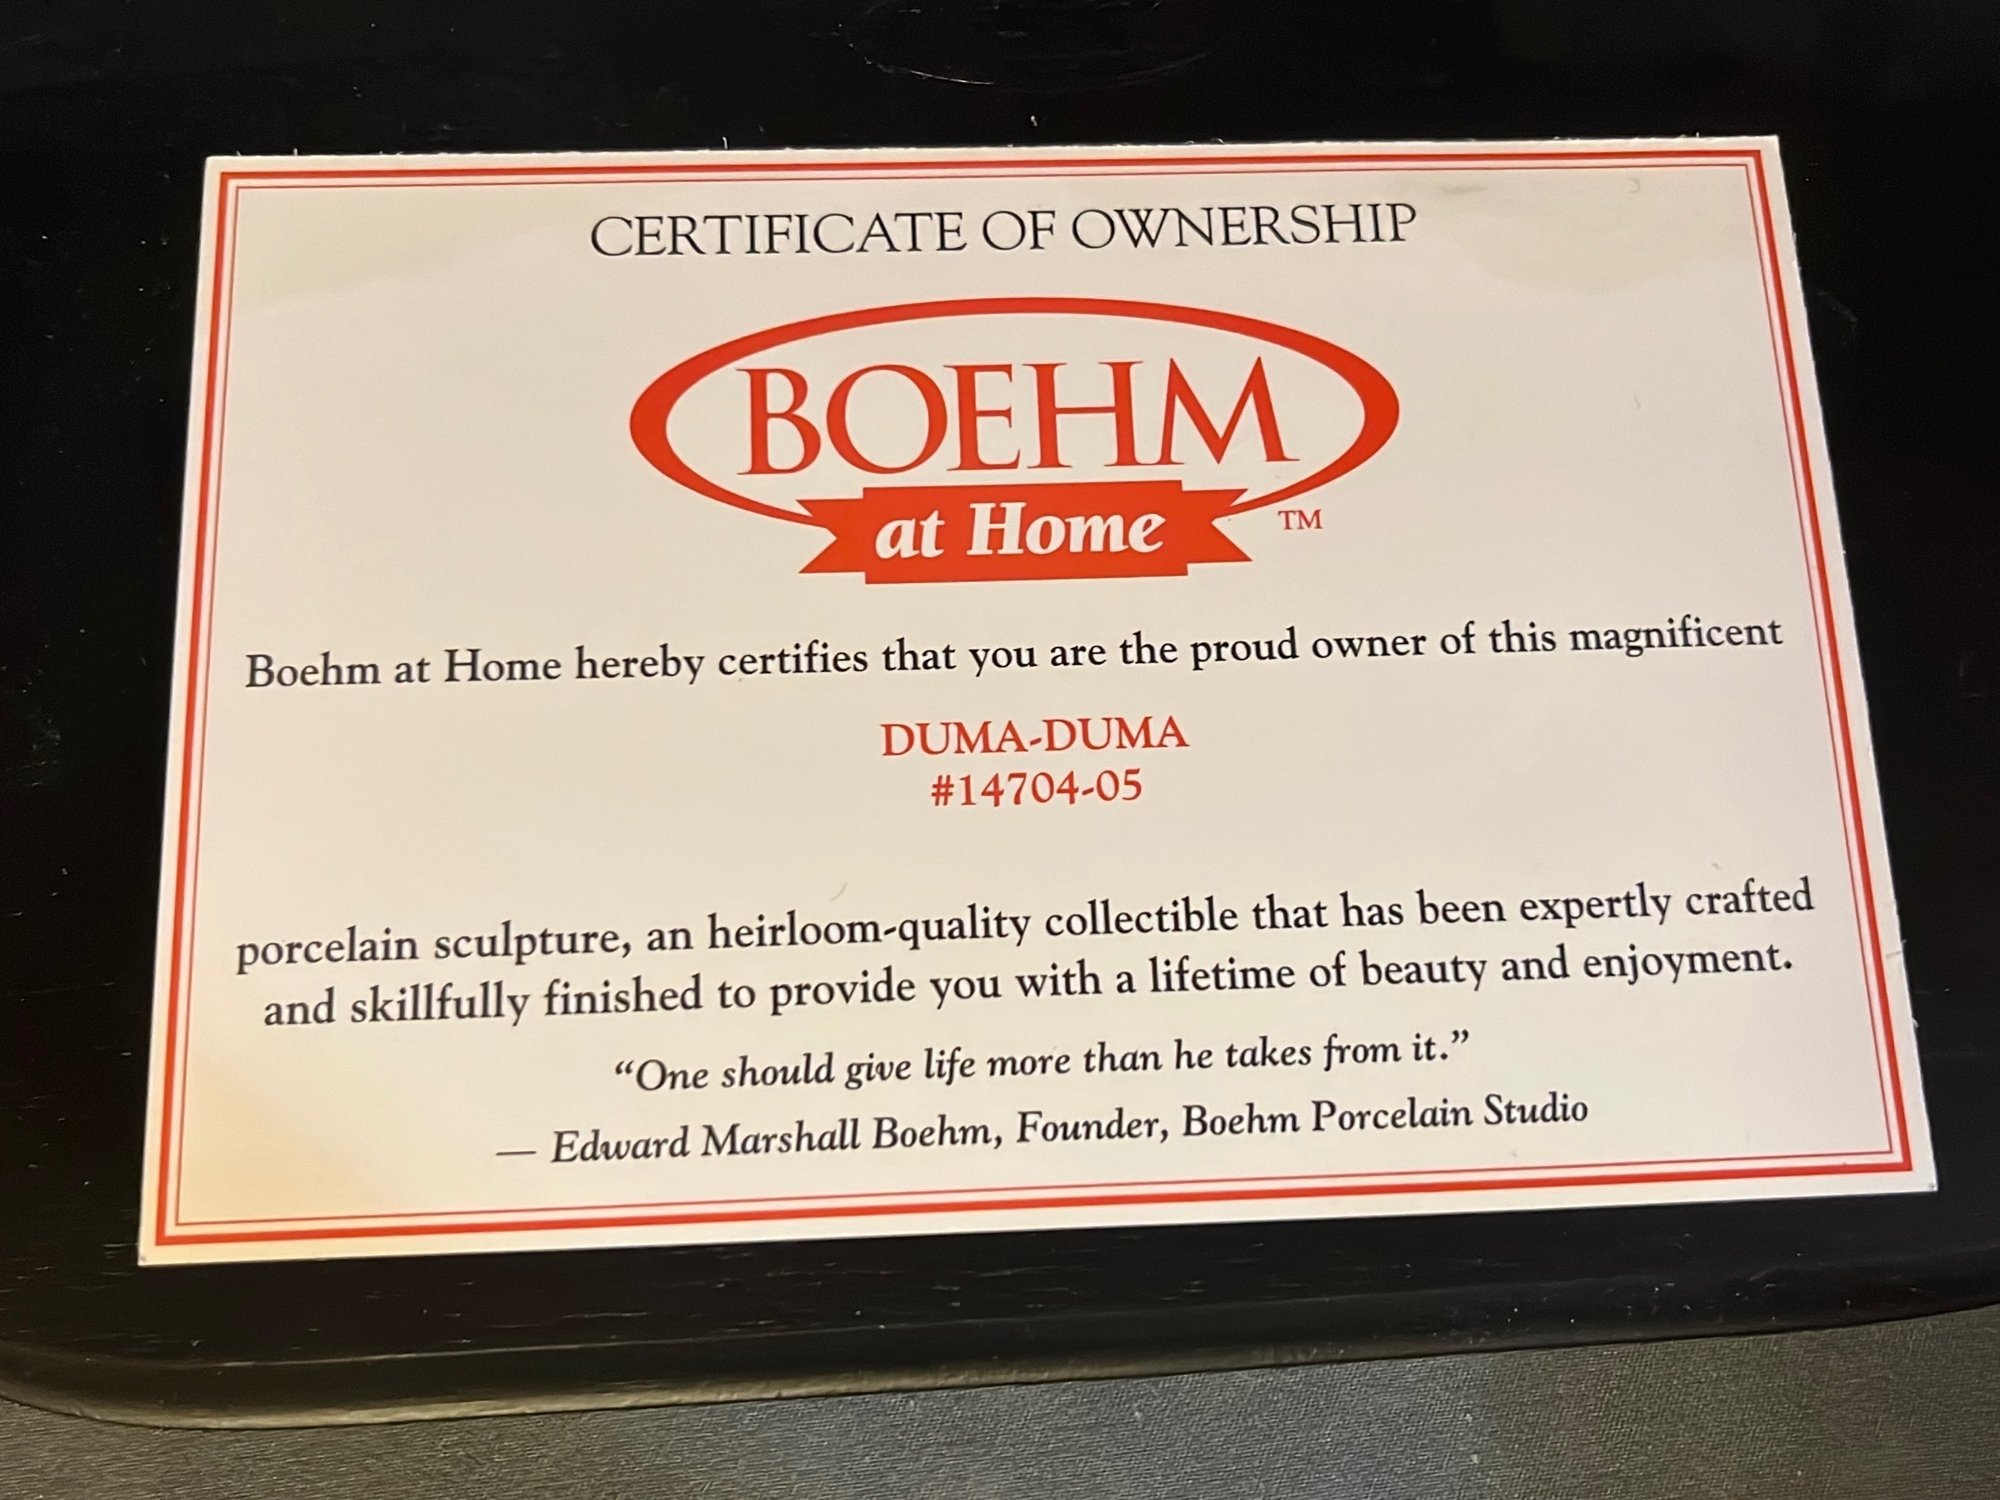 CERTIFICATE OF OWNERSHIP
BOEHM
at Home
TM
Boehm at Home hereby certifies that you are the proud owner of this magnificent
DUMA-DUMA
#14704-05
porcelain sculpture, an heirloom-quality collectible that has been expertly crafted
and skillfully finished to provide you with a lifetime of beauty and enjoyment.
“One should give life more than he takes from it.”
— Edward Marshall Boehm, Founder, Boehm Porcelain Studio